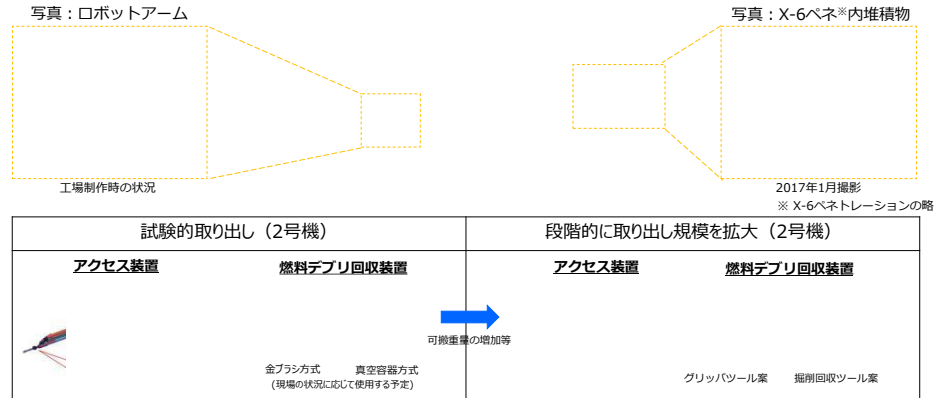 写真：ロボットアーム
写真：X-6ペネ※内堆積物
工場制作時の状況
2017年1月撮影
※ X-6ペネトレーションの略
試験的取り出し（2号機）
段階的に取り出し規模を拡大（2号機）
アクセス装置
燃料デブリ回収装置
アクセス装置
燃料デブリ回収装置
可搬重量の増加等
金ブラシ方式
真空容器方式
(現場の状況に応じて使用する予定)
グリッパツール案
掘削回収ツール案